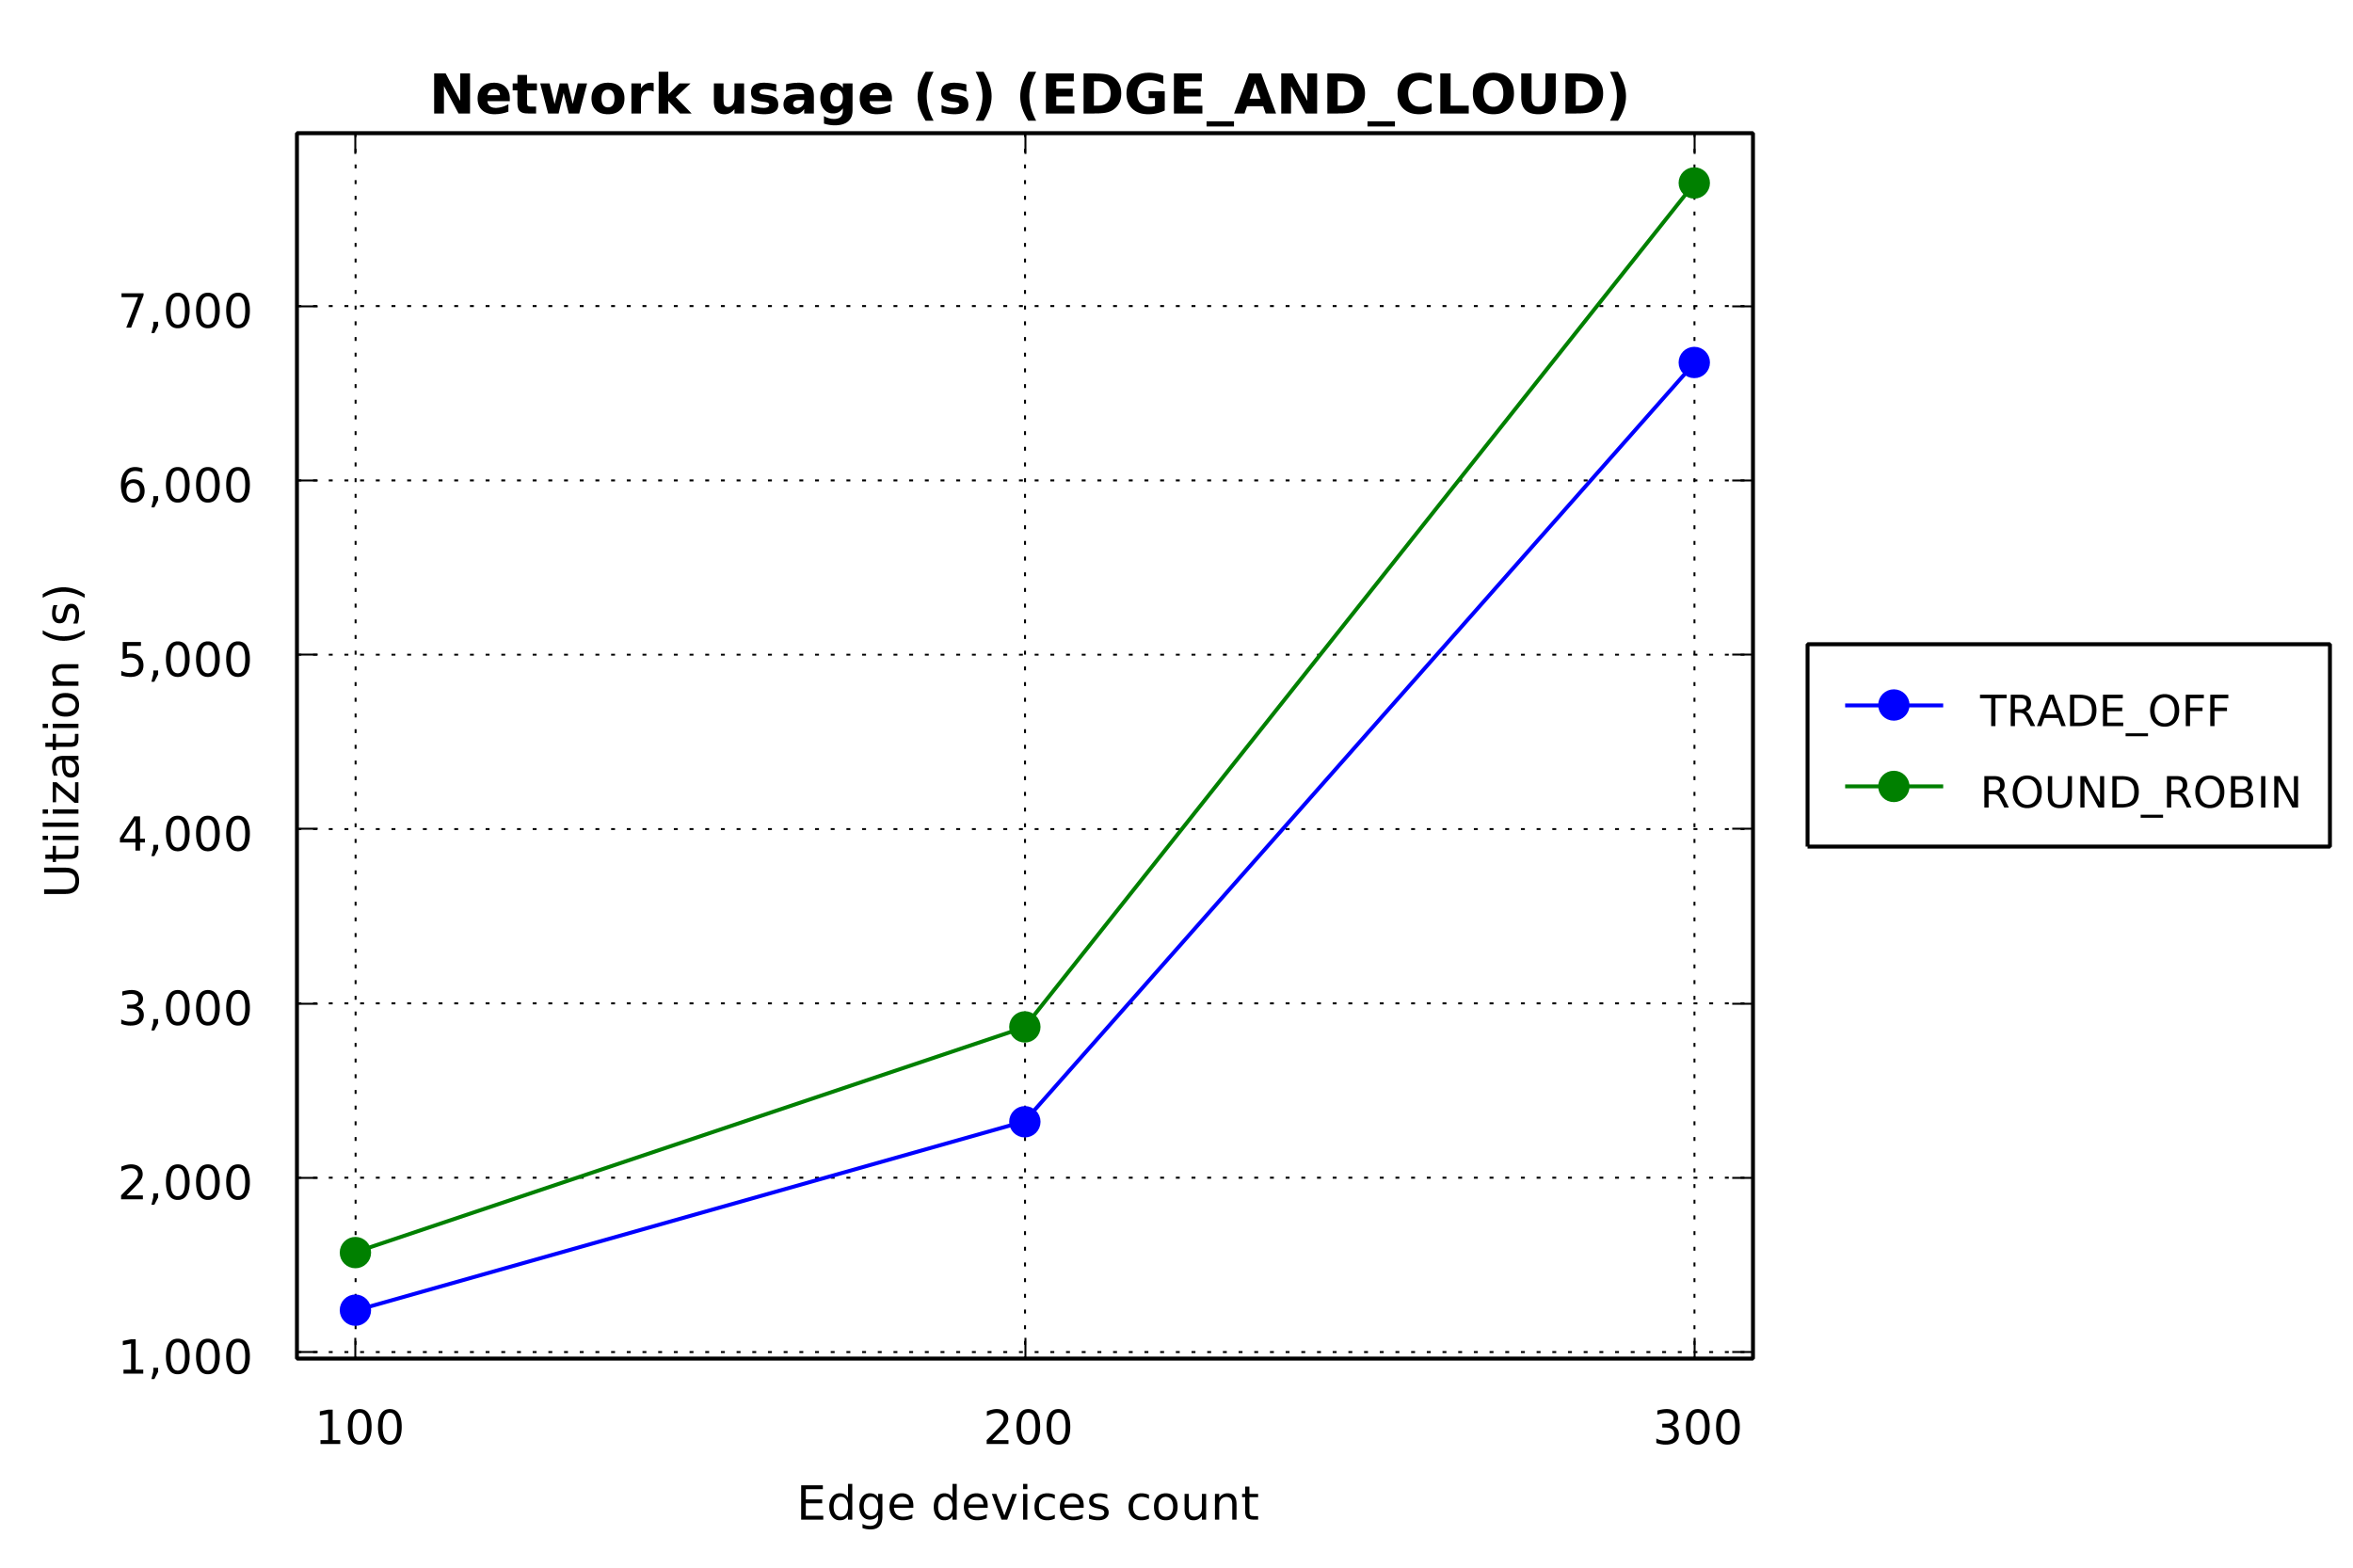 Network usage (s) (EDGE_AND_CLOUD)
7,000
6,000
5,000
4,000
3,000
2,000
1,000
Utilization (s)
100 200 300
Edge devices count
TRADE_OFF
ROUND_ROBIN